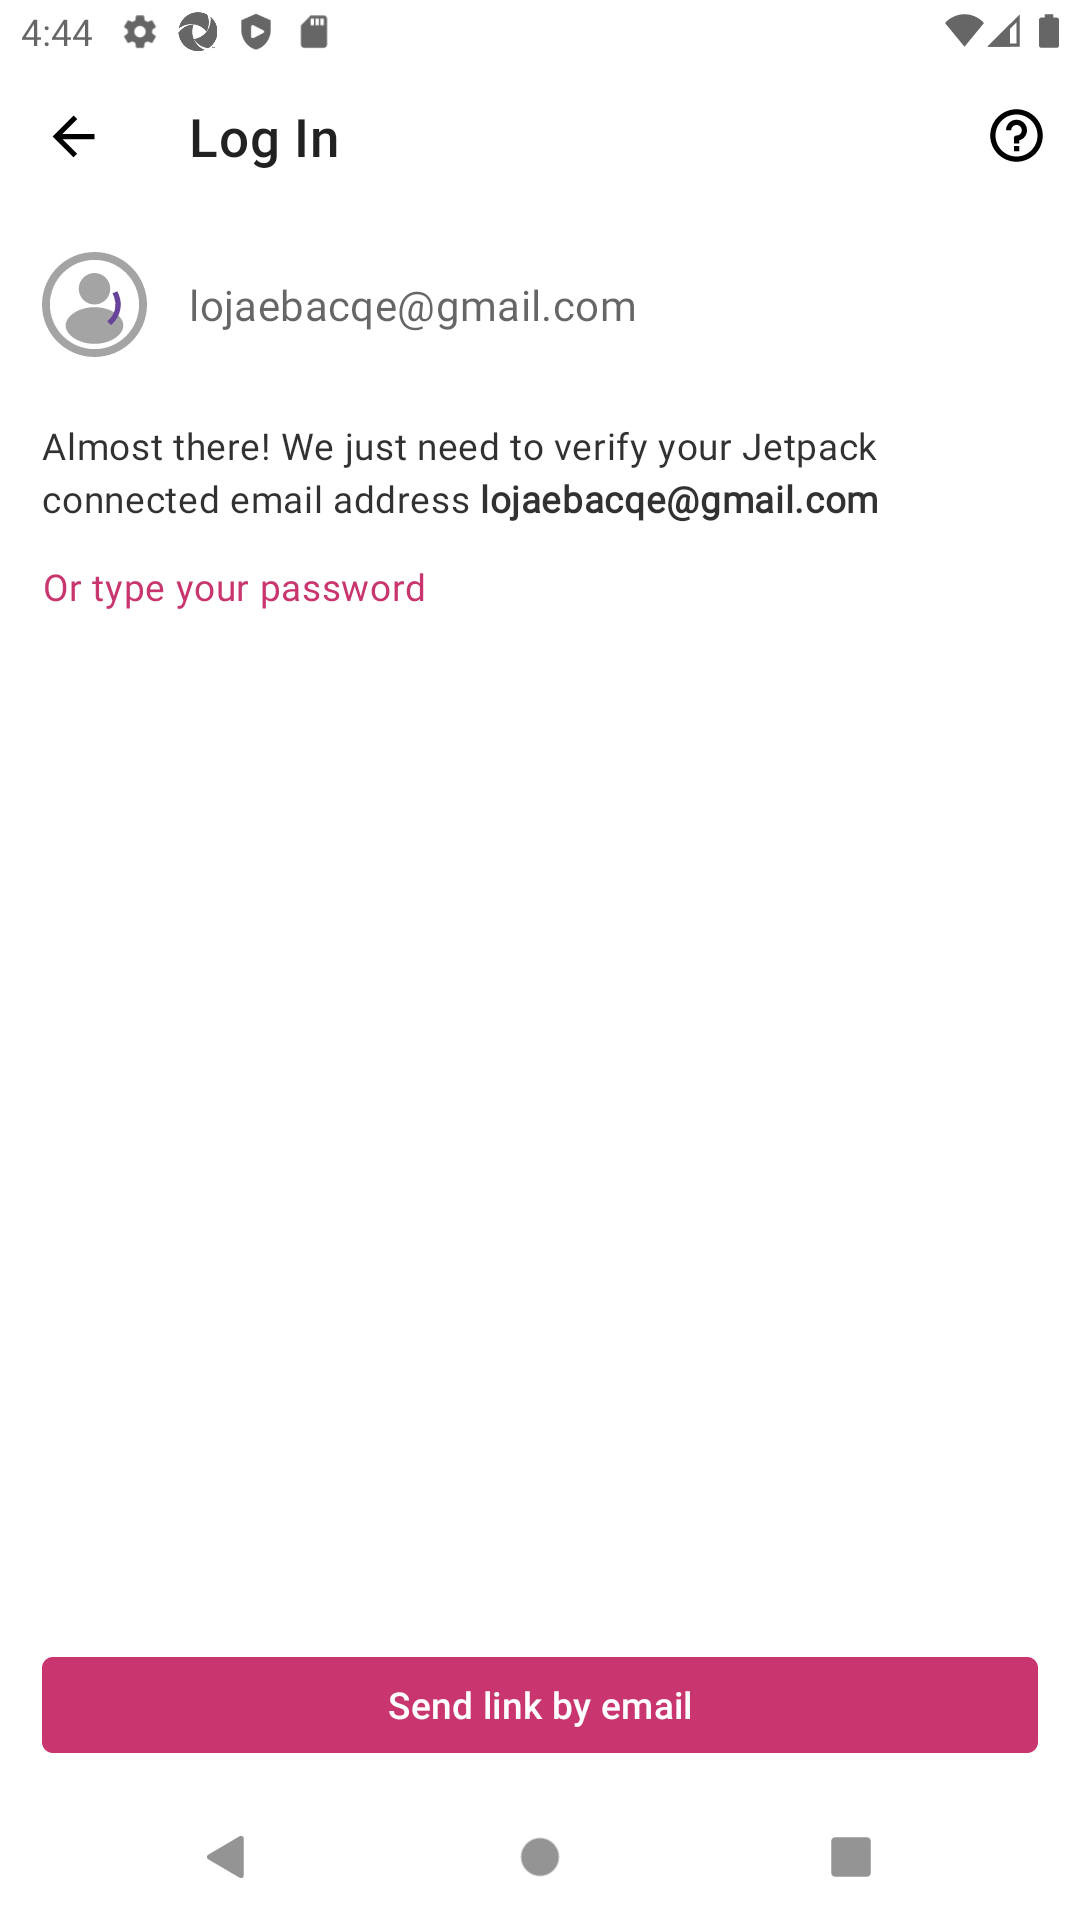 4:44
Log In
lojaebacqe@gmail.com
Almost there! We just need to verify your Jetpack
connected email address lojaebacqe@gmail.com
Or type your password
Send link by email